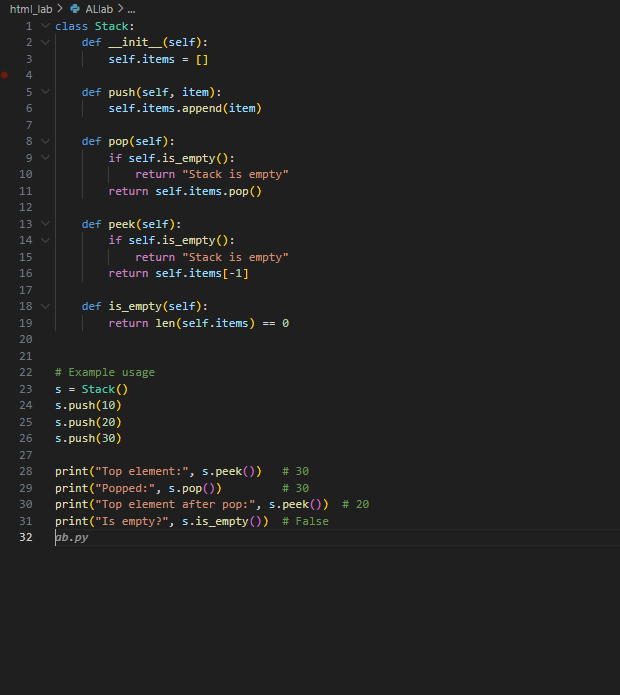 html_lab > ALlab > ...
1 class Stack:
2     def __init__(self):
3         self.items = []
4
5     def push(self, item):
6         self.items.append(item)
7
8     def pop(self):
9         if self.is_empty():
10             return "Stack is empty"
11         return self.items.pop()
12
13     def peek(self):
14         if self.is_empty():
15             return "Stack is empty"
16         return self.items[-1]
17
18     def is_empty(self):
19         return len(self.items) == 0
20
21
22 # Example usage
23 s = Stack()
24 s.push(10)
25 s.push(20)
26 s.push(30)
27
28 print("Top element:", s.peek())   # 30
29 print("Popped:", s.pop())         # 30
30 print("Top element after pop:", s.peek())  # 20
31 print("Is empty?", s.is_empty())  # False
32 ab.py